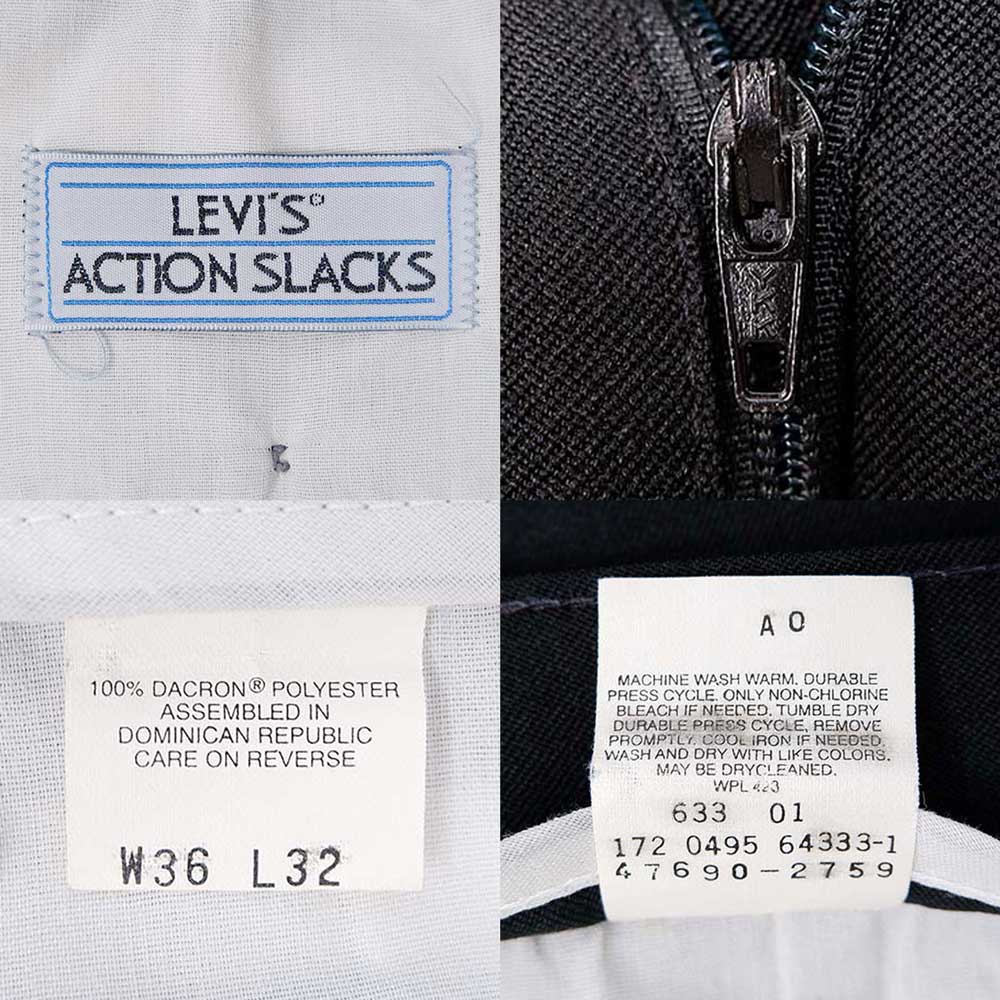 LEVI'S®
ACTION SLACKS
YKK
100% DACRON® POLYESTER
ASSEMBLED IN
DOMINICAN REPUBLIC
CARE ON REVERSE
W36 L32
A O
MACHINE WASH WARM. DURABLE
PRESS CYCLE. ONLY NON-CHLORINE
BLEACH IF NEEDED. TUMBLE DRY
DURABLE PRESS CYCLE, REMOVE
PROMPTLY. COOL IRON IF NEEDED.
WASH AND DRY WITH LIKE COLORS.
MAY BE DRYCLEANED.
WPL 423
633 01
172 0495 64333-1
47690-2759